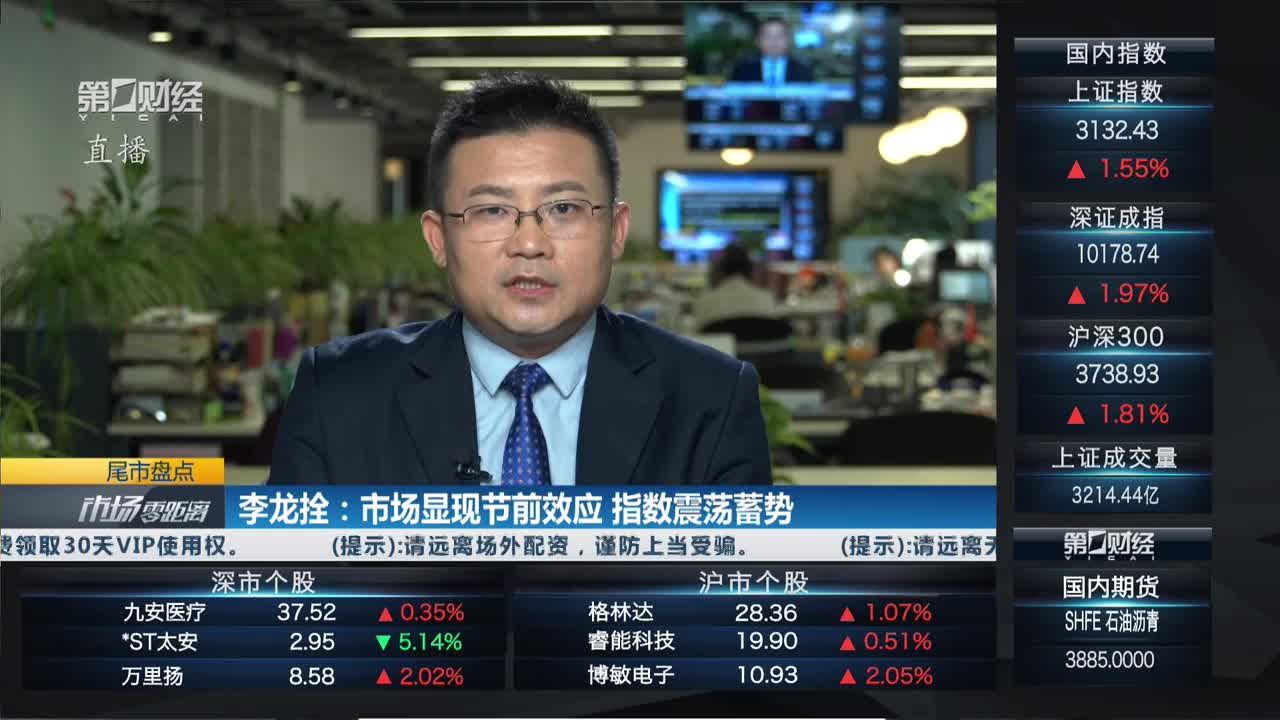 第一财经
YICAI
直播
尾市盘点
市场零距离
李龙拴：市场显现节前效应 指数震荡蓄势
费领取30天VIP使用权。 (提示):请远离场外配资，谨防上当受骗。 (提示):请远离
深市个股
九安医疗 37.52 ▲ 0.35%
*ST太安 2.95 ▼ 5.14%
万里扬 8.58 ▲ 2.02%
沪市个股
格林达 28.36 ▲ 1.07%
睿能科技 19.90 ▲ 0.51%
博敏电子 10.93 ▲ 2.05%
国内指数
上证指数
3132.43
▲ 1.55%
深证成指
10178.74
▲ 1.97%
沪深300
3738.93
▲ 1.81%
上证成交量
3214.44亿
第一财经
YICAI
国内期货
SHFE 石油沥青
3885.0000